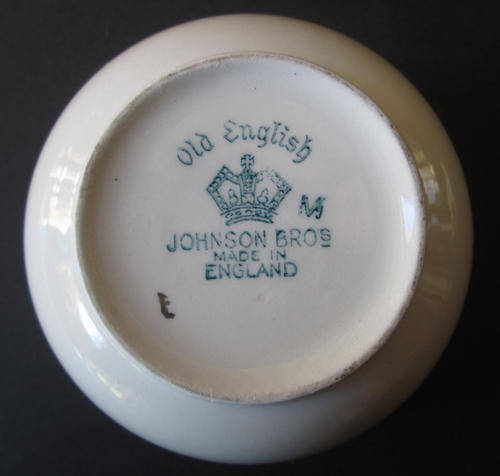 Old English
M
JOHNSON BROS
MADE IN
ENGLAND
E